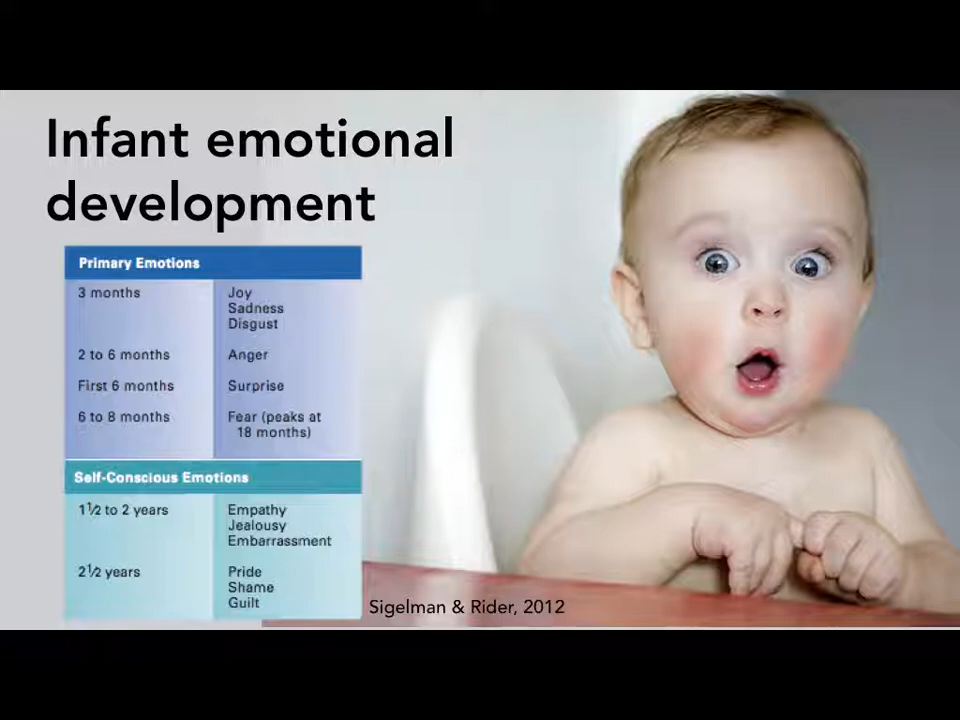 Infant emotional
development
Primary Emotions
3 months Joy
Sadness
Disgust
2 to 6 months Anger
First 6 months Surprise
6 to 8 months Fear (peaks at
18 months)
Self-Conscious Emotions
1½ to 2 years Empathy
Jealousy
Embarrassment
2½ years Pride
Shame
Guilt
Sigelman & Rider, 2012